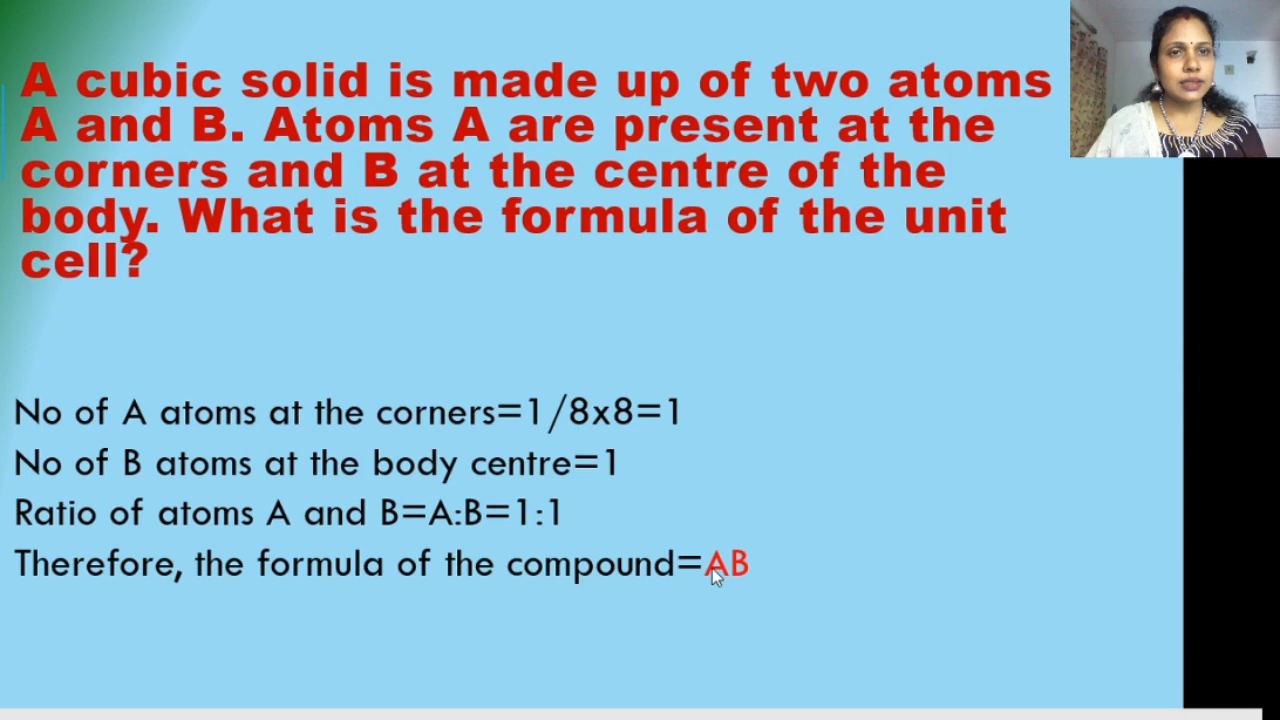 A cubic solid is made up of two atoms
A and B. Atoms A are present at the
corners and B at the centre of the
body. What is the formula of the unit
cell?
No of A atoms at the corners=1/8x8=1
No of B atoms at the body centre=1
Ratio of atoms A and B=A:B=1:1
Therefore, the formula of the compound=AB